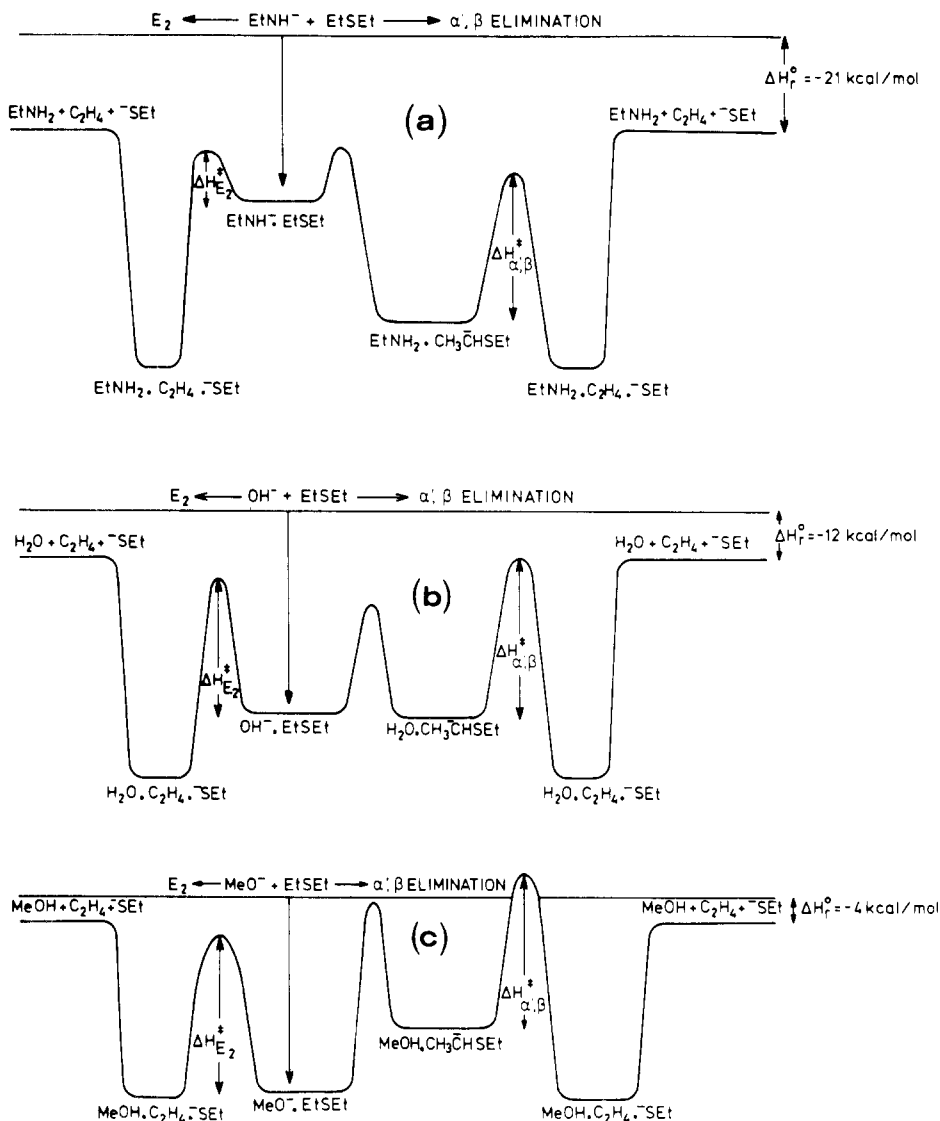 E₂ ← EtNH⁻ + EtSEt → α′,β ELIMINATION
ΔH°ᵣ = -21 kcal/mol
EtNH₂ + C₂H₄ + ⁻SEt
(a)
EtNH₂ + C₂H₄ + ⁻SEt
ΔH‡E₂
EtNH⁻. EtSEt
ΔH‡α′,β
EtNH₂ . CH₃C̄HSEt
EtNH₂. C₂H₄ .⁻SEt
EtNH₂. C₂H₄.⁻SEt
E₂ ← OH⁻ + EtSEt → α′,β ELIMINATION
H₂O + C₂H₄ + ⁻SEt
(b)
H₂O + C₂H₄ + ⁻SEt
ΔH°ᵣ = -12 kcal/mol
ΔH‡E₂
ΔH‡α′,β
OH⁻. EtSEt
H₂O.CH₃C̄HSEt
H₂O. C₂H₄.⁻SEt
H₂O. C₂H₄.⁻SEt
E₂ ← MeO⁻ + EtSEt → α′,β ELIMINATION
MeOH + C₂H₄ + ⁻SEt
(c)
MeOH + C₂H₄ + ⁻SEt
ΔH°ᵣ = -4 kcal/mol
ΔH‡E₂
ΔH‡α′,β
MeOH.CH₃C̄HSEt
MeOH.C₂H₄.⁻SEt
MeO⁻. EtSEt
MeOH. C₂H₄.⁻SEt